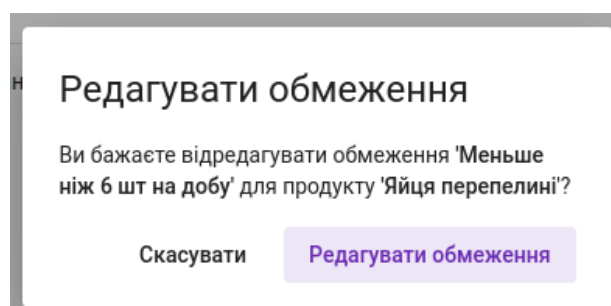 Редагувати обмеження
Ви бажаєте відредагувати обмеження 'Меньше
ніж 6 шт на добу' для продукту 'Яйця перепелині'?
Скасувати Редагувати обмеження